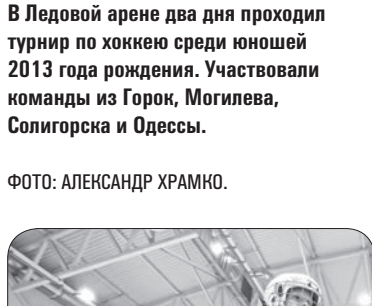 В Ледовой арене два дня проходил
турнир по хоккею среди юношей
2013 года рождения. Участвовали
команды из Горок, Могилева,
Солигорска и Одессы.
ФОТО: АЛЕКСАНДР ХРАМКО.